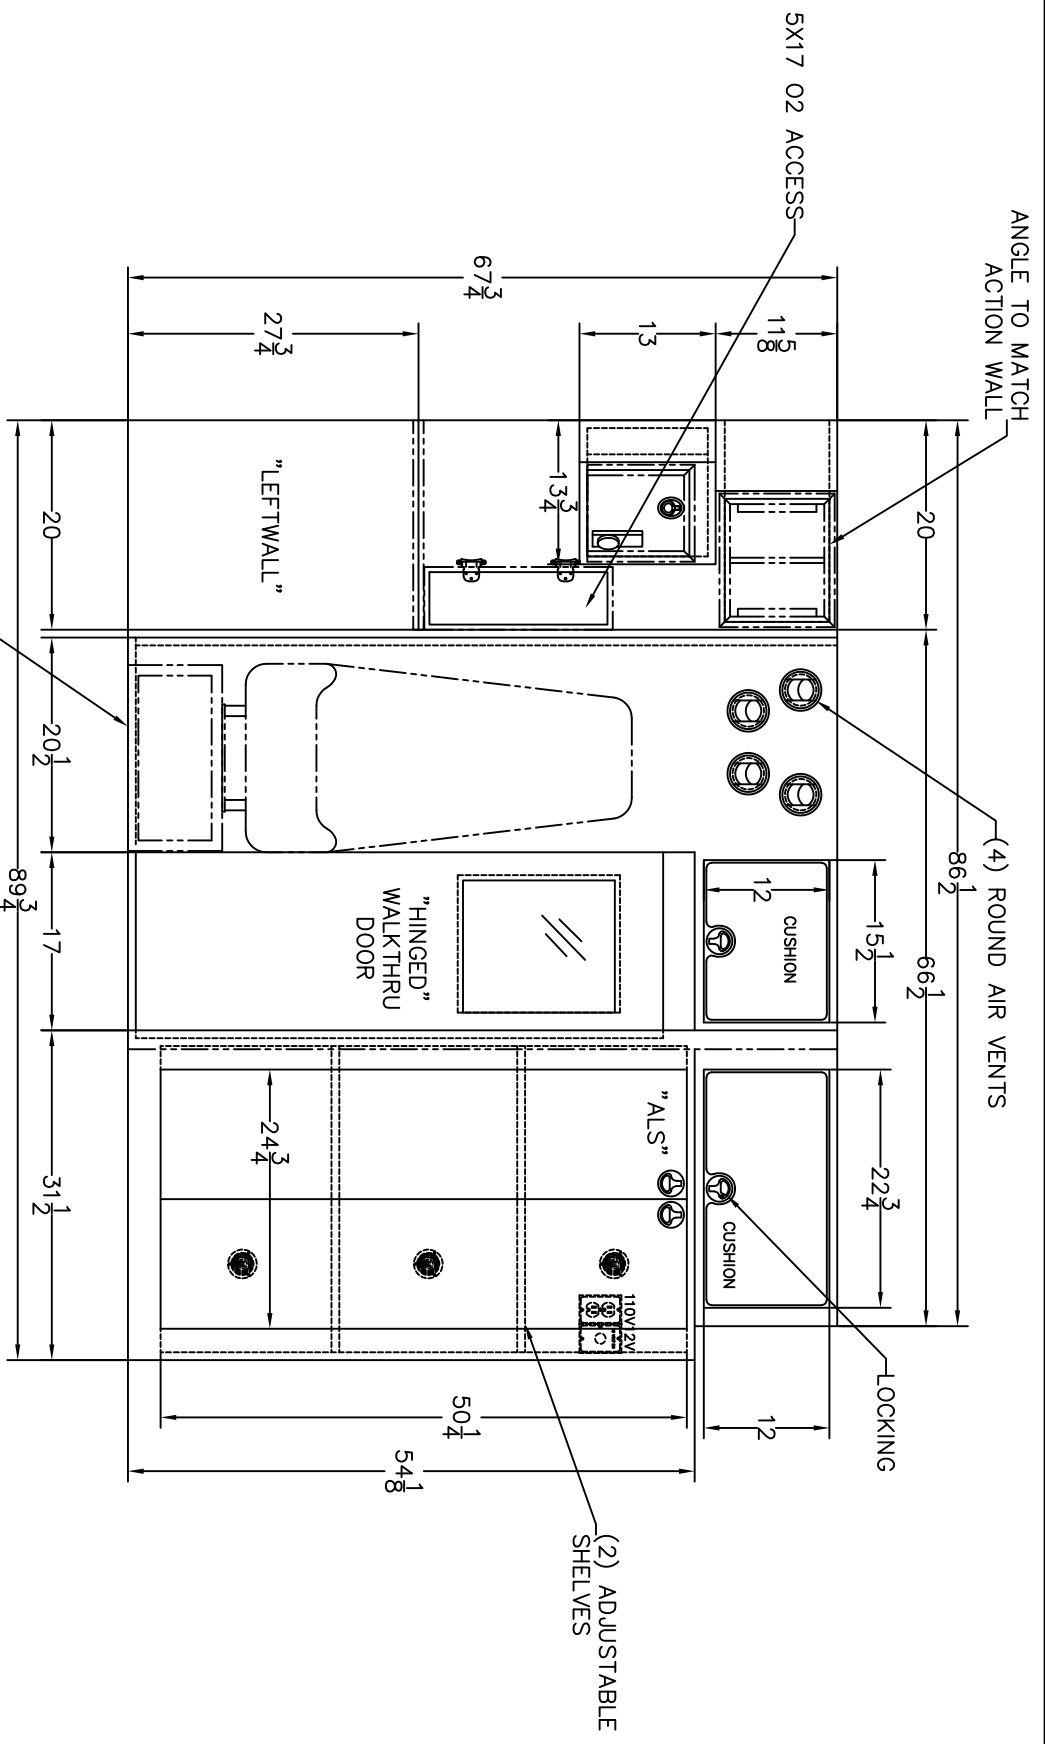 ANGLE TO MATCH
ACTION WALL
5X17 O2 ACCESS
(4) ROUND AIR VENTS
86 1/2
20
66 1/2
15 1/2
22 3/4
12
CUSHION
CUSHION
LOCKING
12
67 3/4
11 5/8
13
27 3/4
13 3/4
"LEFTWALL"
"HINGED"
WALKTHRU
DOOR
"ALS"
110V 12V
24 3/4
50 1/4
54 1/8
(2) ADJUSTABLE
SHELVES
20
20 1/2
17
31 1/2
89 3/4